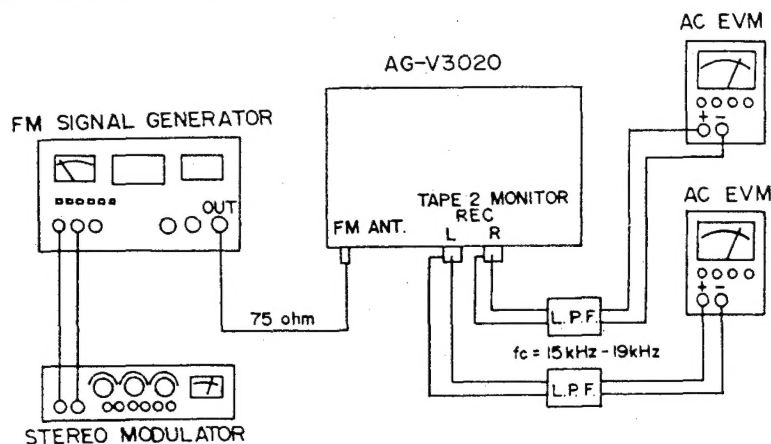 AC EVM
AG-V3020
FM SIGNAL GENERATOR
+ −
OUT
TAPE 2 MONITOR
REC
FM ANT. L R
AC EVM
+ −
75 ohm
L.P.F.
fc = 15kHz - 19kHz
L.P.F.
STEREO MODULATOR